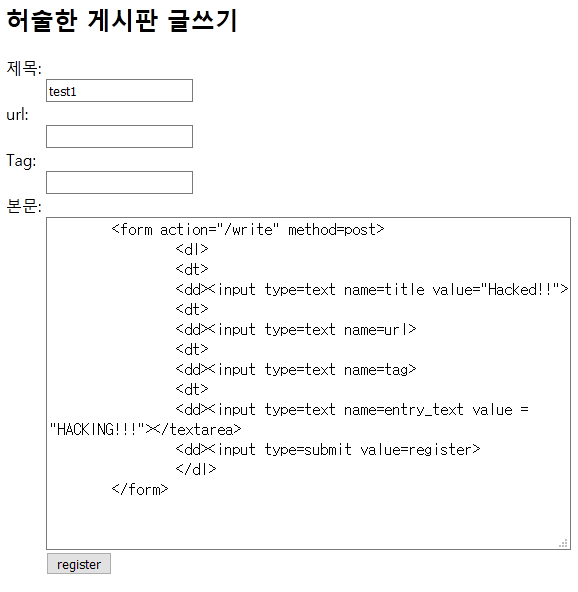 허술한 게시판 글쓰기
제목:
test1
url:
Tag:
본문:
<form action="/write" method=post>
<dl>
<dt>
<dd><input type=text name=title value="Hacked!!">
<dt>
<dd><input type=text name=url>
<dt>
<dd><input type=text name=tag>
<dt>
<dd><input type=text name=entry_text value =
"HACKING!!!"></textarea>
<dd><input type=submit value=register>
</dl>
</form>
register